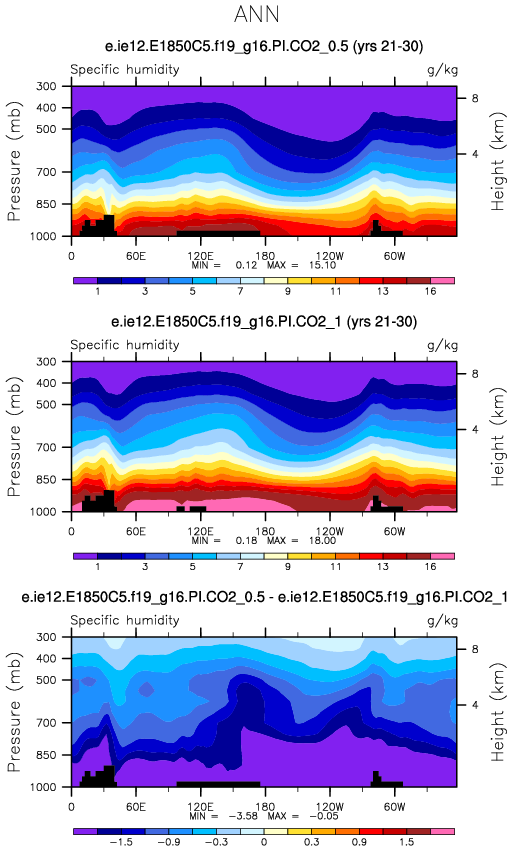 ANN
e.ie12.E1850C5.f19_g16.PI.CO2_0.5 (yrs 21-30)
Specific humidity g/kg
Pressure (mb)
300
400
500
700
850
1000
8
4
Height (km)
0 60E 120E 180 120W 60W
MIN = 0.12 MAX = 15.10
1 3 5 7 9 11 13 16
e.ie12.E1850C5.f19_g16.PI.CO2_1 (yrs 21-30)
Specific humidity g/kg
Pressure (mb)
300
400
500
700
850
1000
8
4
Height (km)
0 60E 120E 180 120W 60W
MIN = 0.18 MAX = 18.00
1 3 5 7 9 11 13 16
e.ie12.E1850C5.f19_g16.PI.CO2_0.5 - e.ie12.E1850C5.f19_g16.PI.CO2_1
Specific humidity g/kg
Pressure (mb)
300
400
500
700
850
1000
8
4
Height (km)
0 60E 120E 180 120W 60W
MIN = −3.58 MAX = −0.05
−1.5 −0.9 −0.3 0 0.3 0.9 1.5